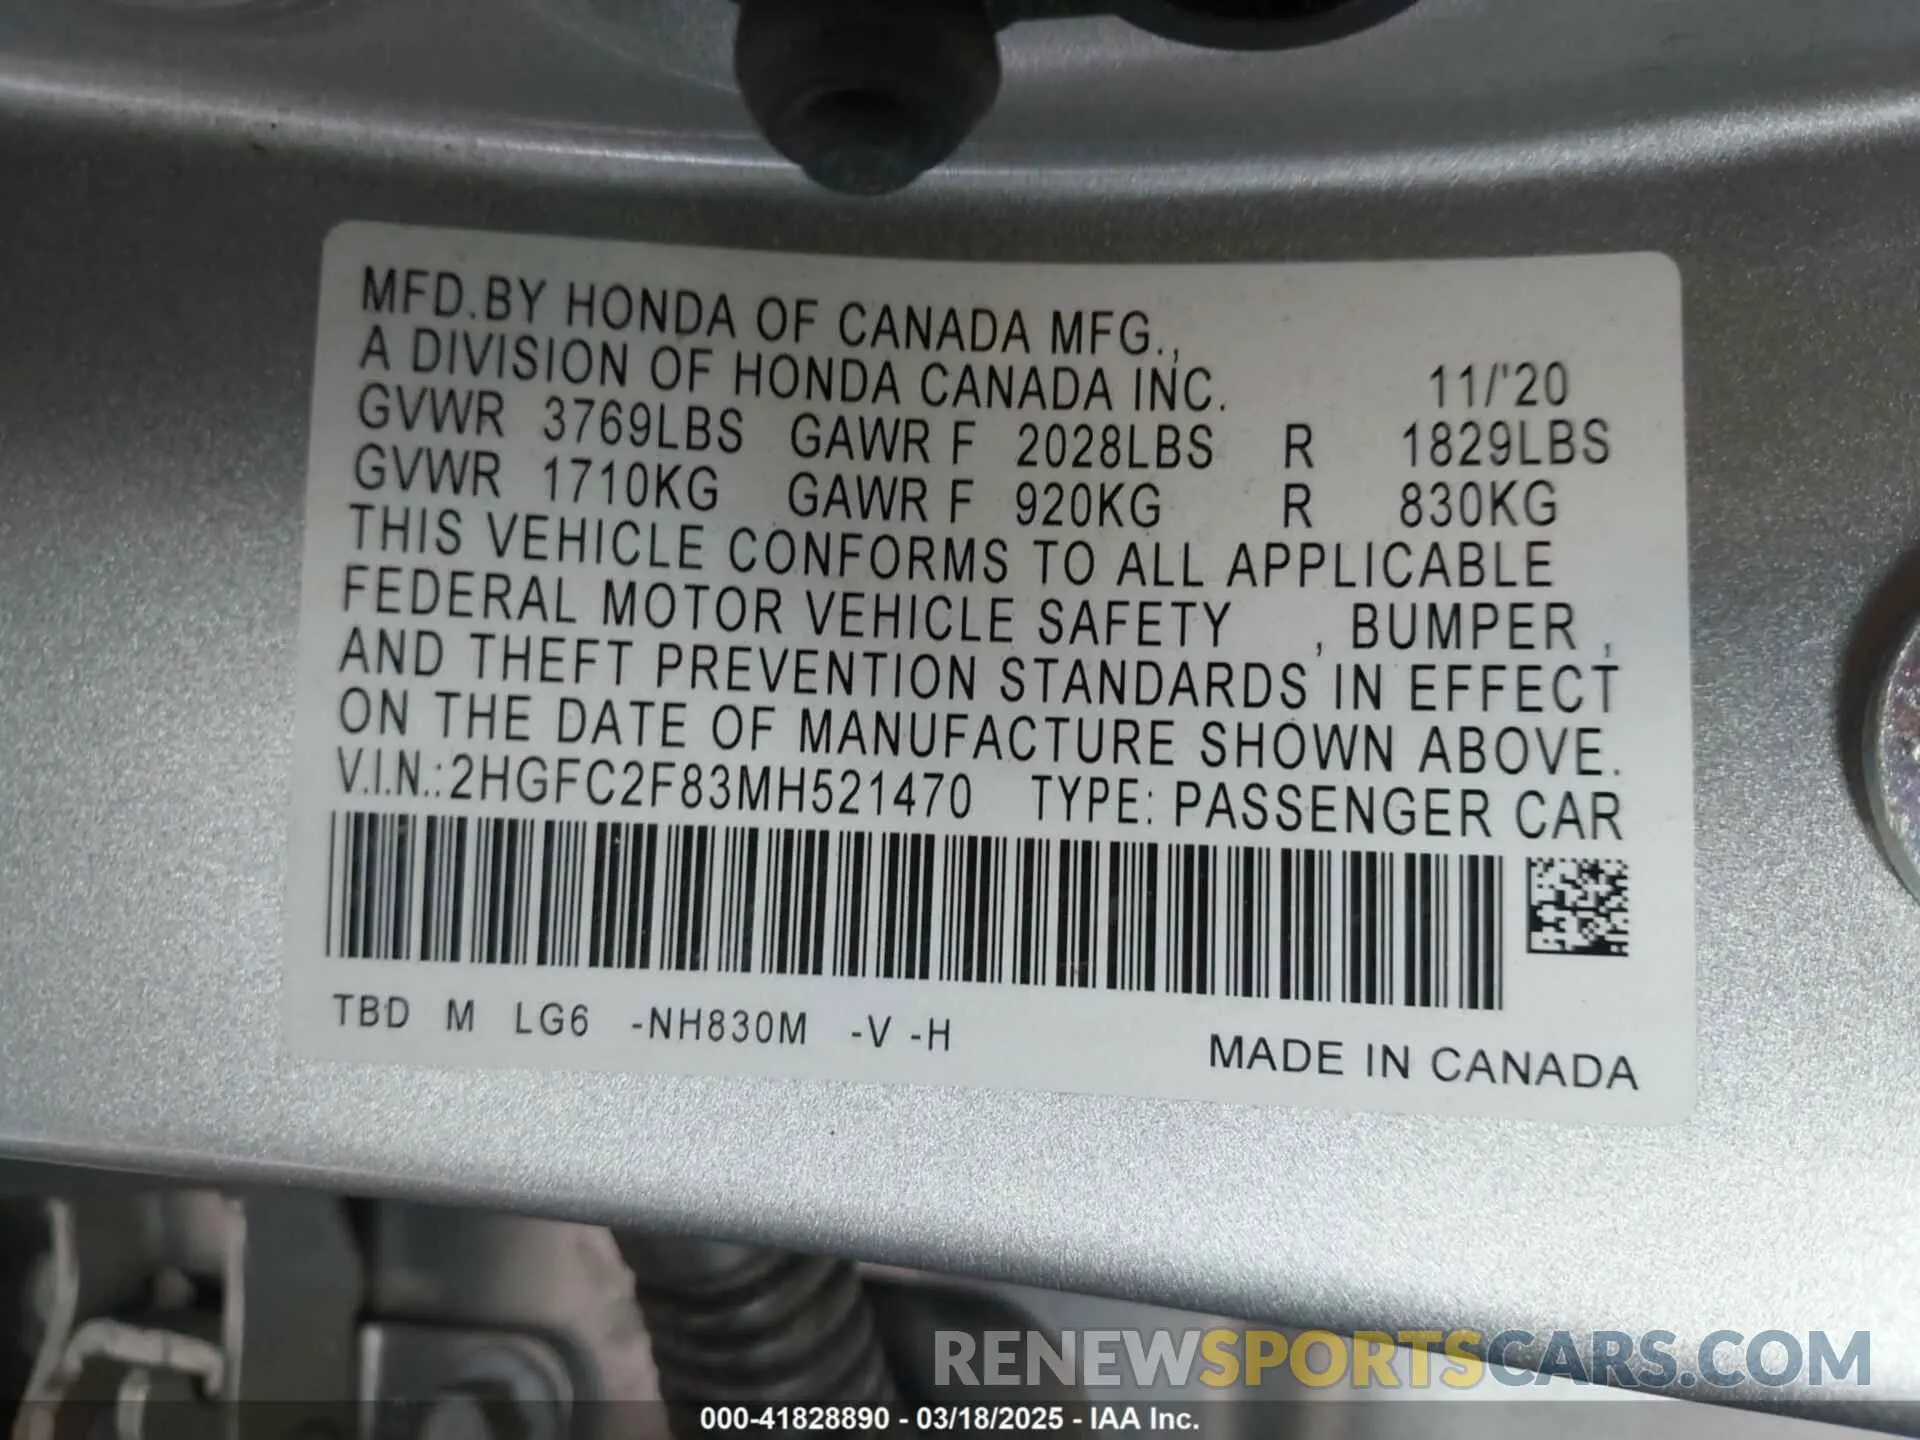 MFD.BY HONDA OF CANADA MFG.,
A DIVISION OF HONDA CANADA INC. 11/'20
GVWR 3769LBS GAWR F 2028LBS R 1829LBS
GVWR 1710KG GAWR F 920KG R 830KG
THIS VEHICLE CONFORMS TO ALL APPLICABLE
FEDERAL MOTOR VEHICLE SAFETY , BUMPER ,
AND THEFT PREVENTION STANDARDS IN EFFECT
ON THE DATE OF MANUFACTURE SHOWN ABOVE.
V.I.N.:2HGFC2F83MH521470 TYPE: PASSENGER CAR
TBD M LG6 -NH830M -V -H
MADE IN CANADA
RENEWSPORTSCARS.COM
000-41828890 - 03/18/2025 - IAA Inc.